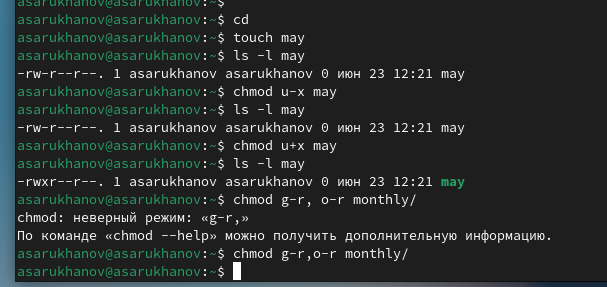 asarukhanov@asarukhanov:~$
asarukhanov@asarukhanov:~$ cd
asarukhanov@asarukhanov:~$ touch may
asarukhanov@asarukhanov:~$ ls -l may
-rw-r--r--. 1 asarukhanov asarukhanov 0 июн 23 12:21 may
asarukhanov@asarukhanov:~$ chmod u-x may
asarukhanov@asarukhanov:~$ ls -l may
-rw-r--r--. 1 asarukhanov asarukhanov 0 июн 23 12:21 may
asarukhanov@asarukhanov:~$ chmod u+x may
asarukhanov@asarukhanov:~$ ls -l may
-rwxr--r--. 1 asarukhanov asarukhanov 0 июн 23 12:21 may
asarukhanov@asarukhanov:~$ chmod g-r, o-r monthly/
chmod: неверный режим: «g-r,»
По команде «chmod --help» можно получить дополнительную информацию.
asarukhanov@asarukhanov:~$ chmod g-r,o-r monthly/
asarukhanov@asarukhanov:~$